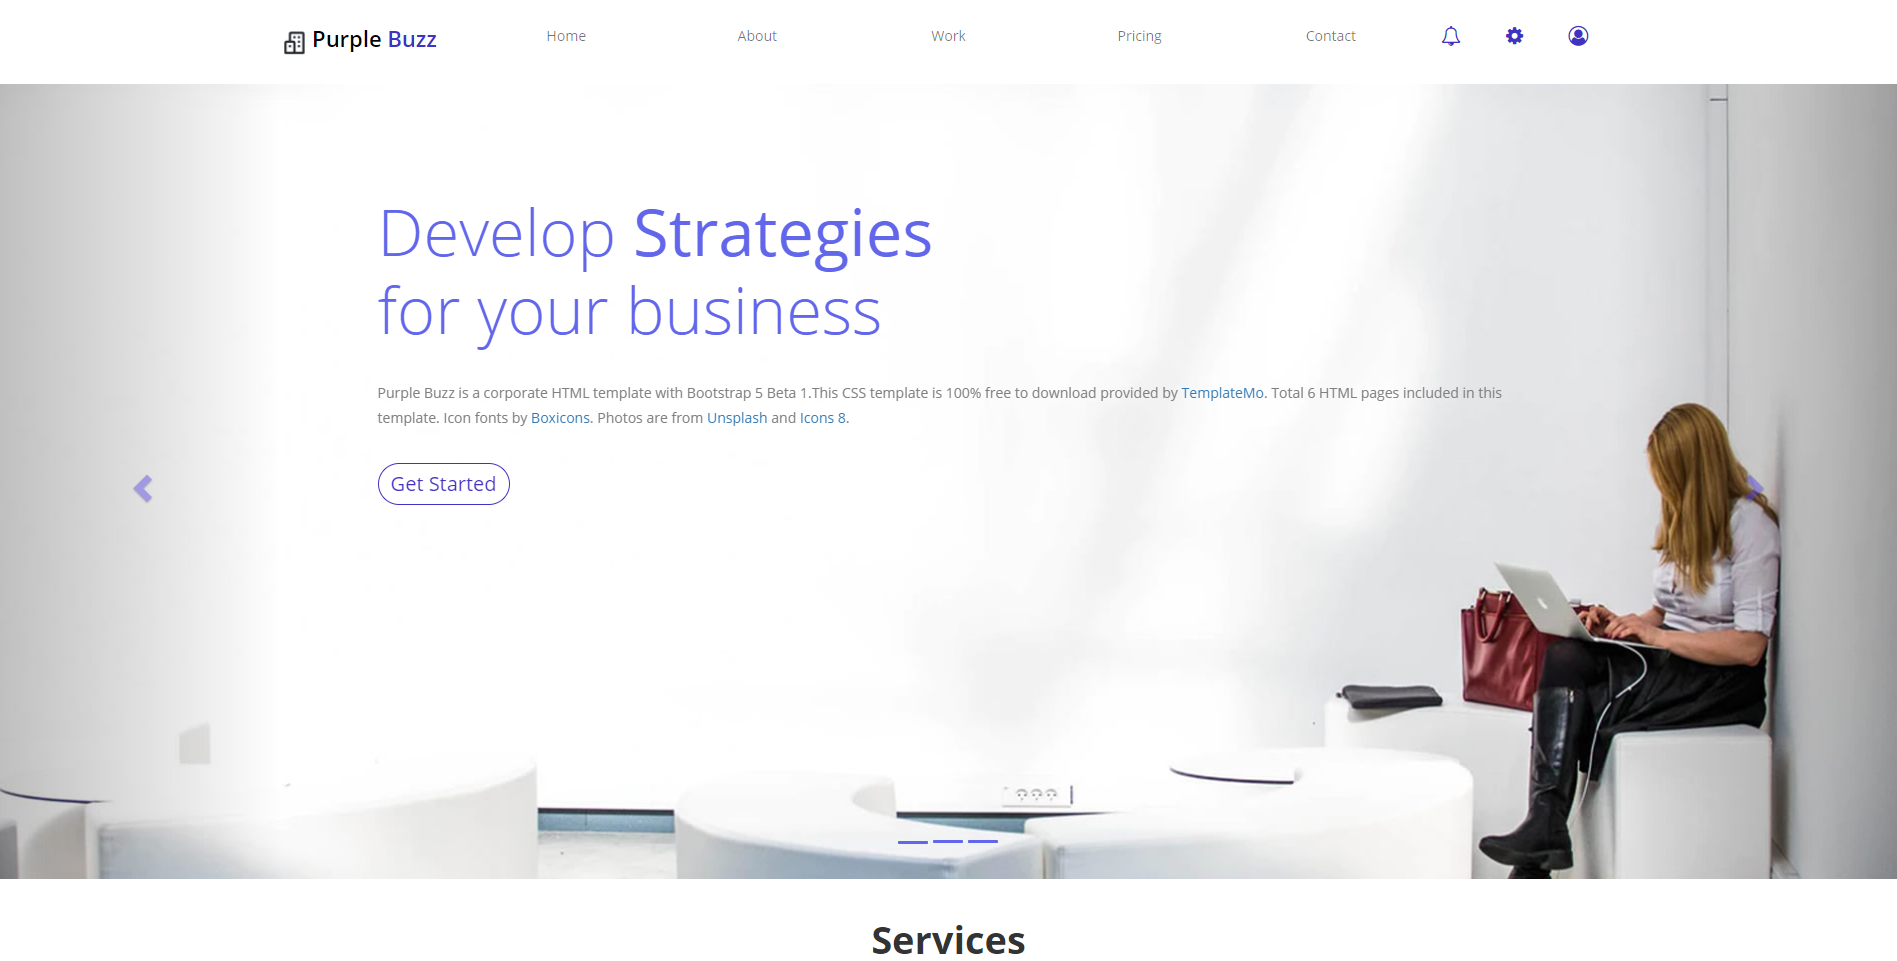 Purple Buzz
Home
About
Work
Pricing
Contact
Develop Strategies
for your business
Purple Buzz is a corporate HTML template with Bootstrap 5 Beta 1.This CSS template is 100% free to download provided by TemplateMo. Total 6 HTML pages included in this
template. Icon fonts by Boxicons. Photos are from Unsplash and Icons 8.
Get Started
Services